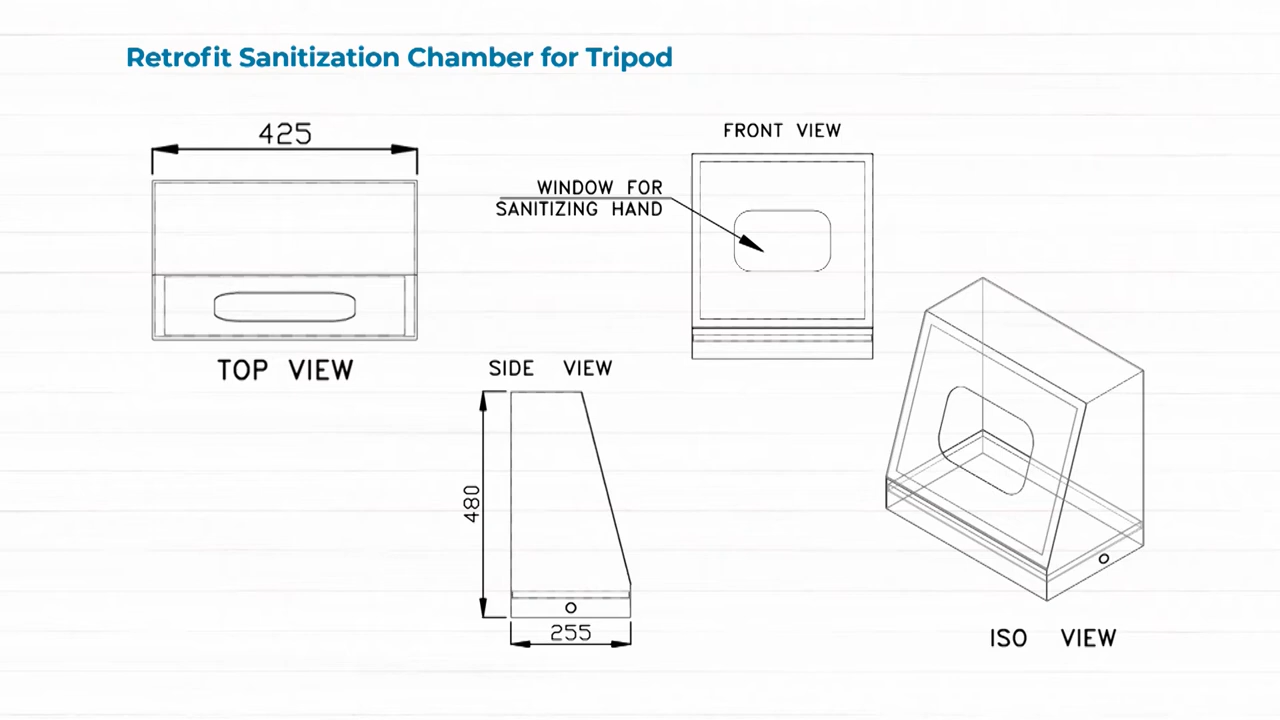 Retrofit Sanitization Chamber for Tripod
425
TOP VIEW
FRONT VIEW
WINDOW FOR
SANITIZING HAND
SIDE VIEW
480
255
ISO VIEW